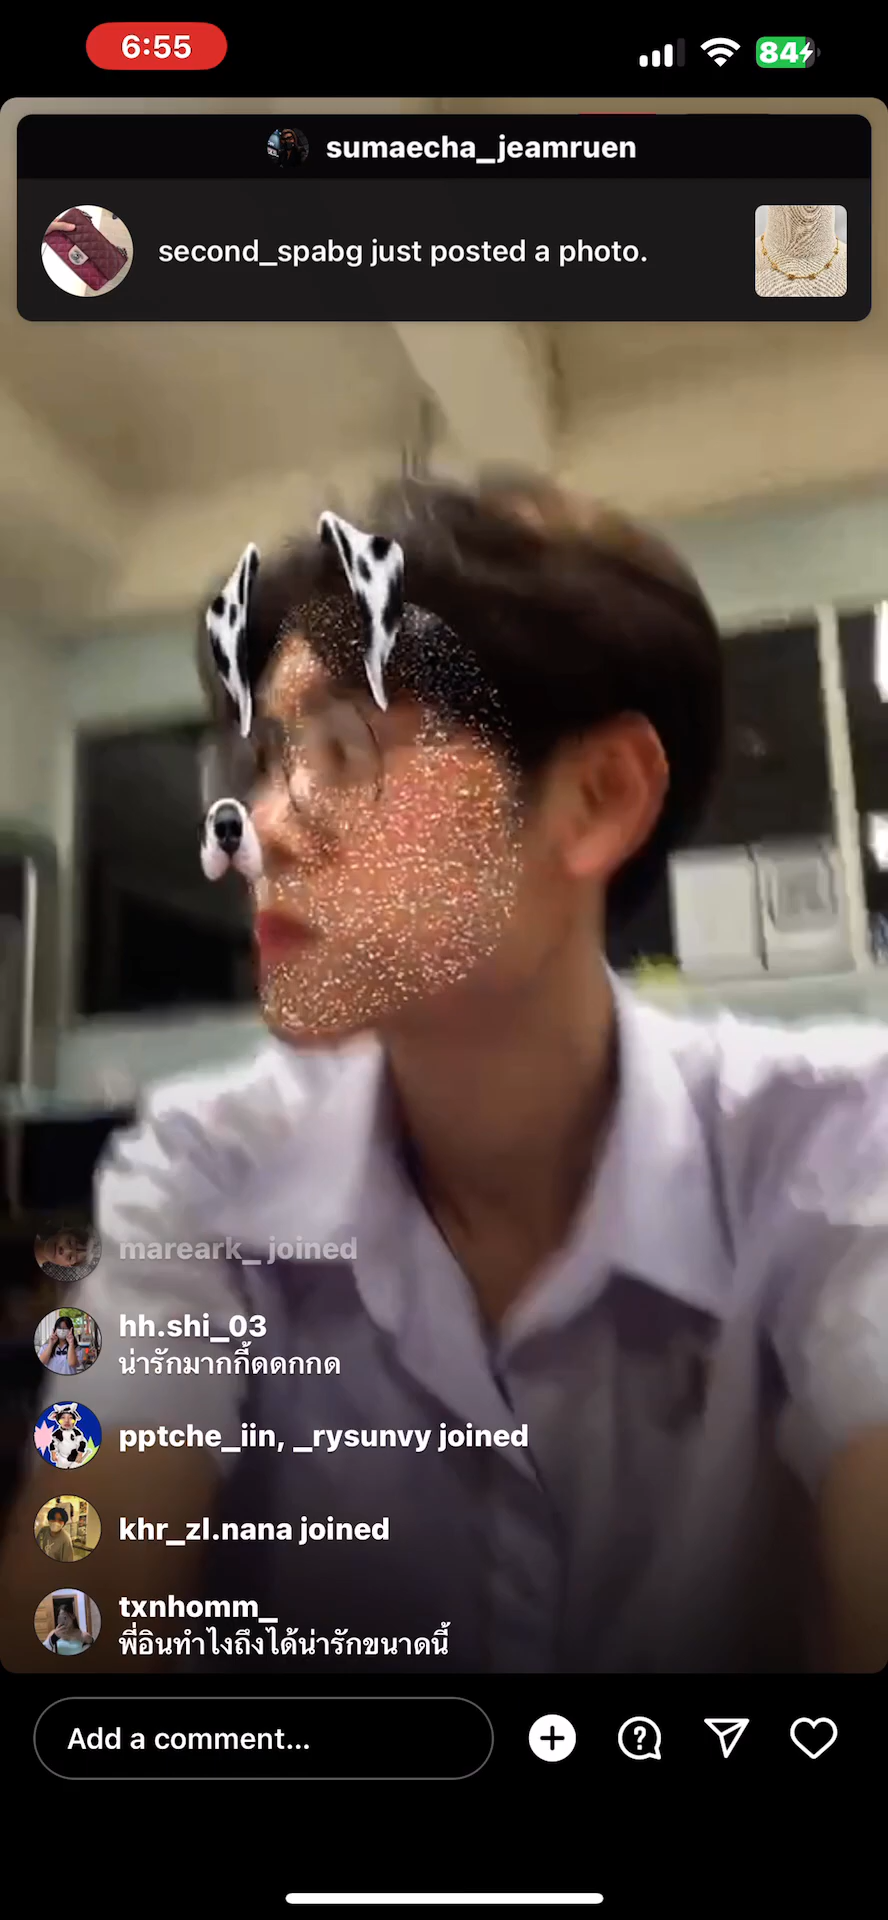 6:55
84
sumaecha_jeamruen
second_spabg just posted a photo.
mareark_ joined
hh.shi_03
น่ารักมากกี้ดดกกด
pptche_iin, _rysunvy joined
khr_zl.nana joined
txnhomm_
พี่อินทำไงถึงได้น่ารักขนาดนี้
Add a comment...